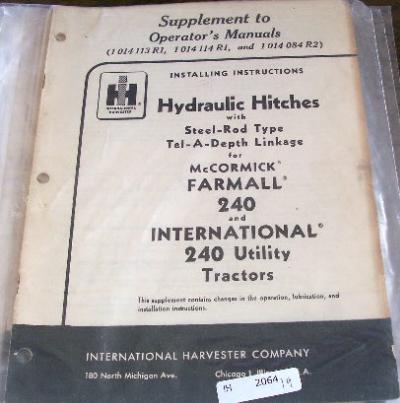 Supplement to
Operator's Manuals
(1 014 113 R1, 1 014 114 R1, and 1 014 084 R2)
INSTALLING INSTRUCTIONS
INTERNATIONAL
HARVESTER
Hydraulic Hitches
with
Steel-Rod Type
Tel-A-Depth Linkage
for
McCORMICK®
FARMALL®
240
and
INTERNATIONAL®
240 Utility
Tractors
This supplement contains changes in the operation, lubrication, and
installation instructions.
INTERNATIONAL HARVESTER COMPANY
180 North Michigan Ave. Chicago 1, A.
2064